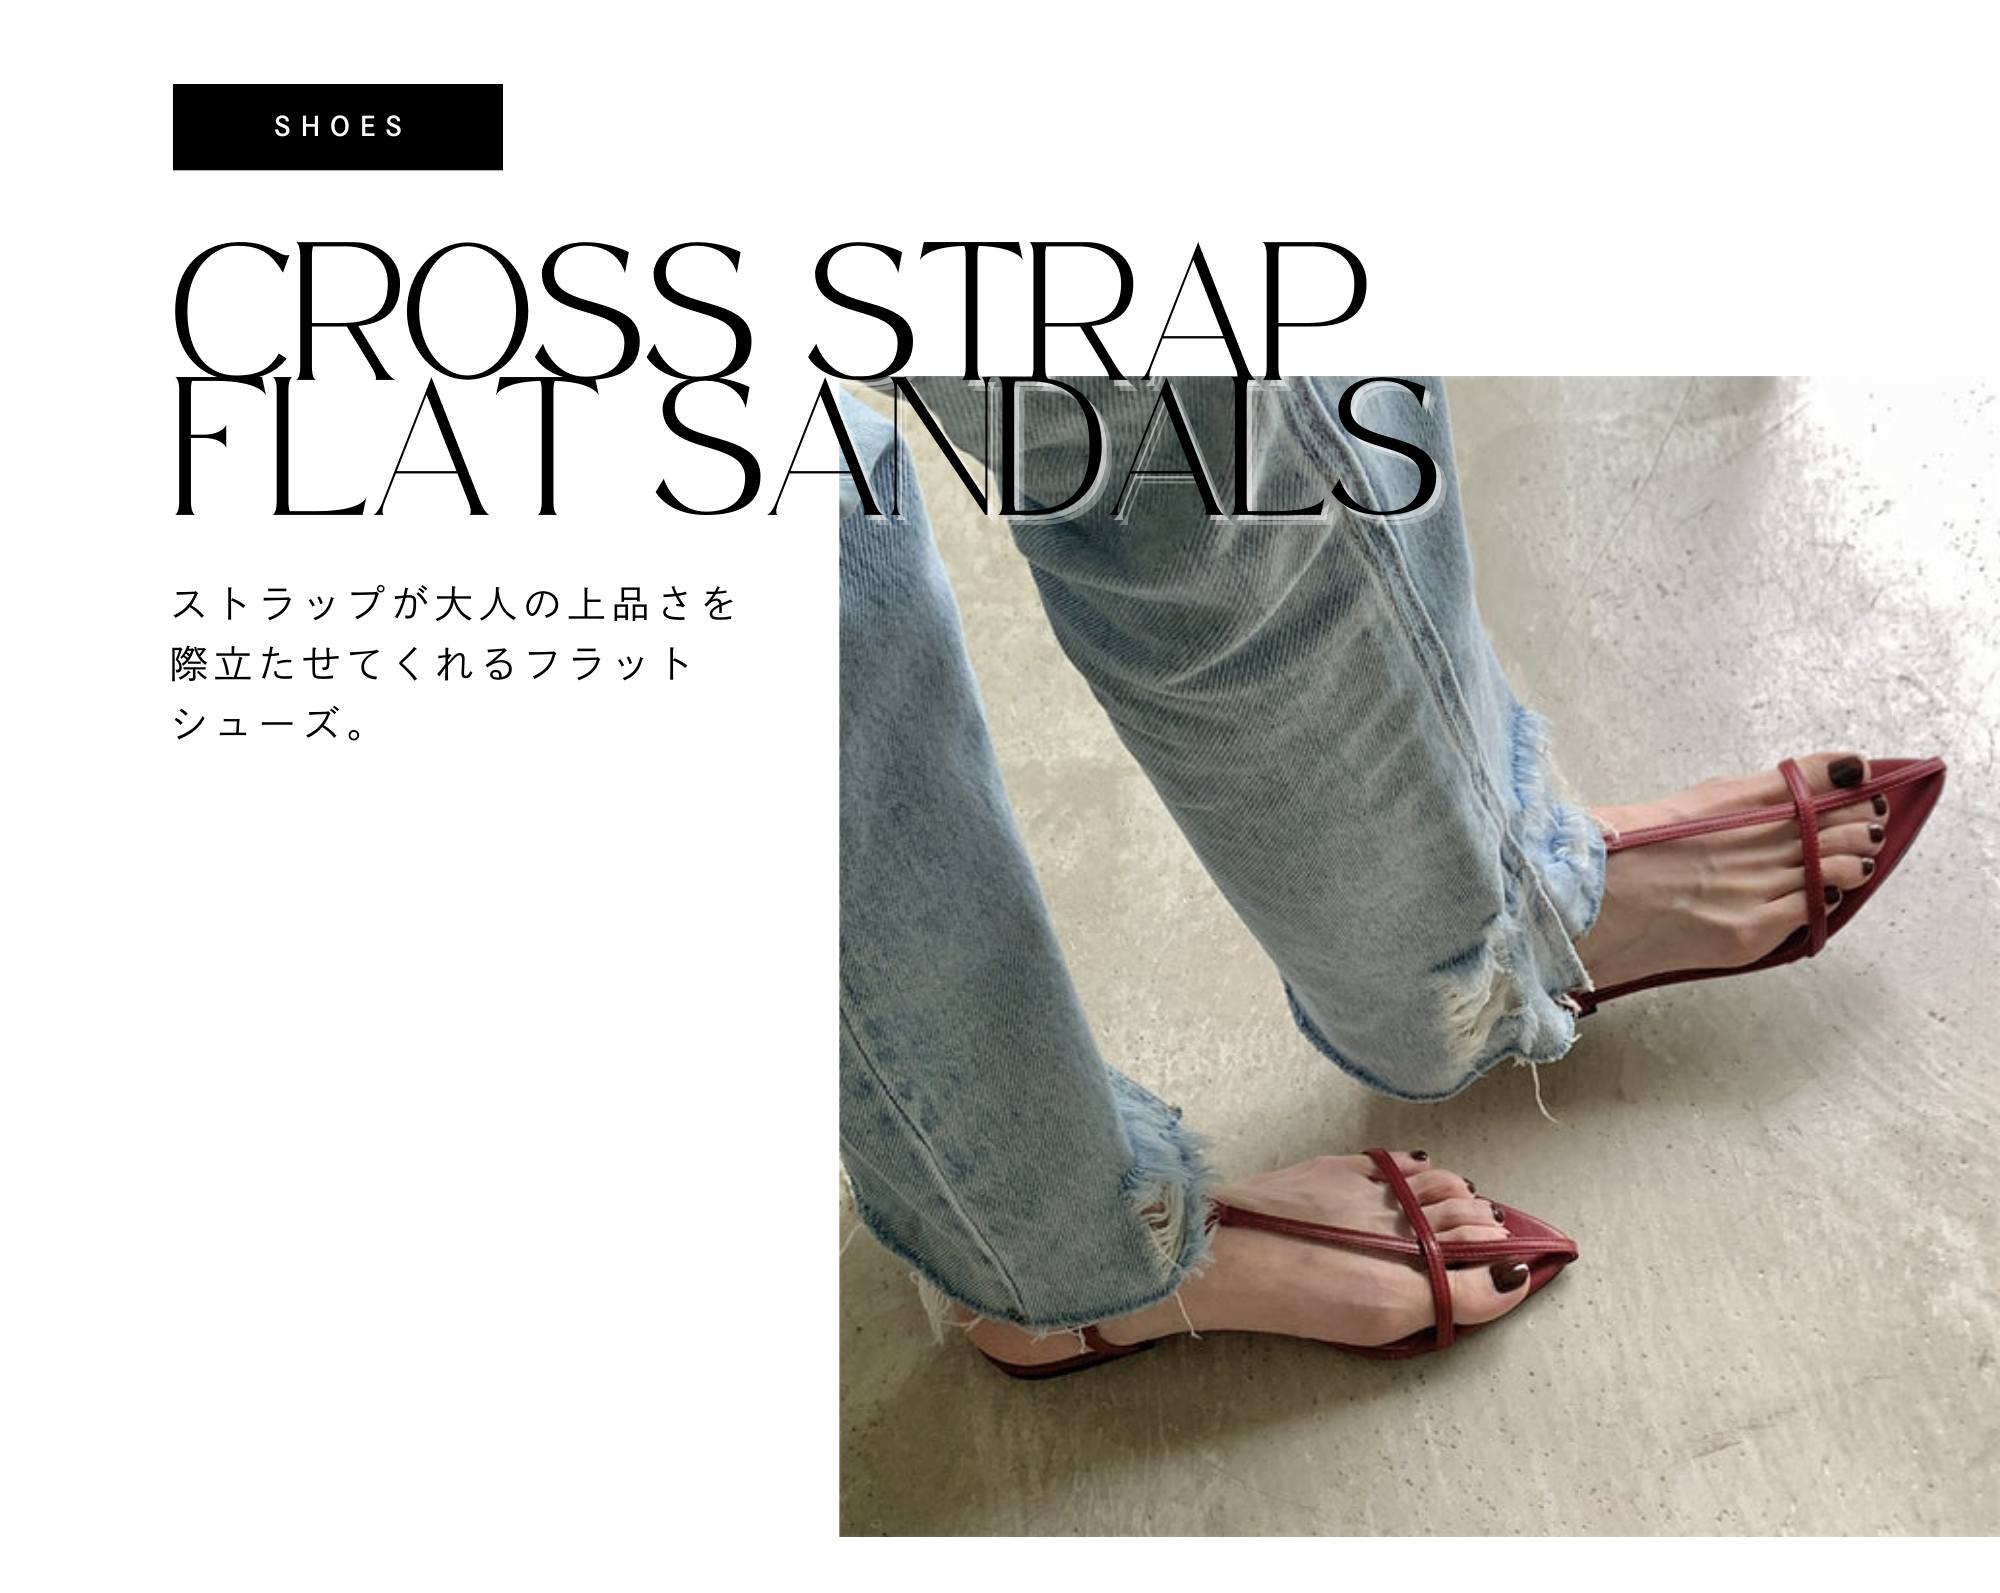 SHOES
CROSS STRAP
FLAT SANDALS
ストラップが大人の上品さを
際立たせてくれるフラット
シューズ。